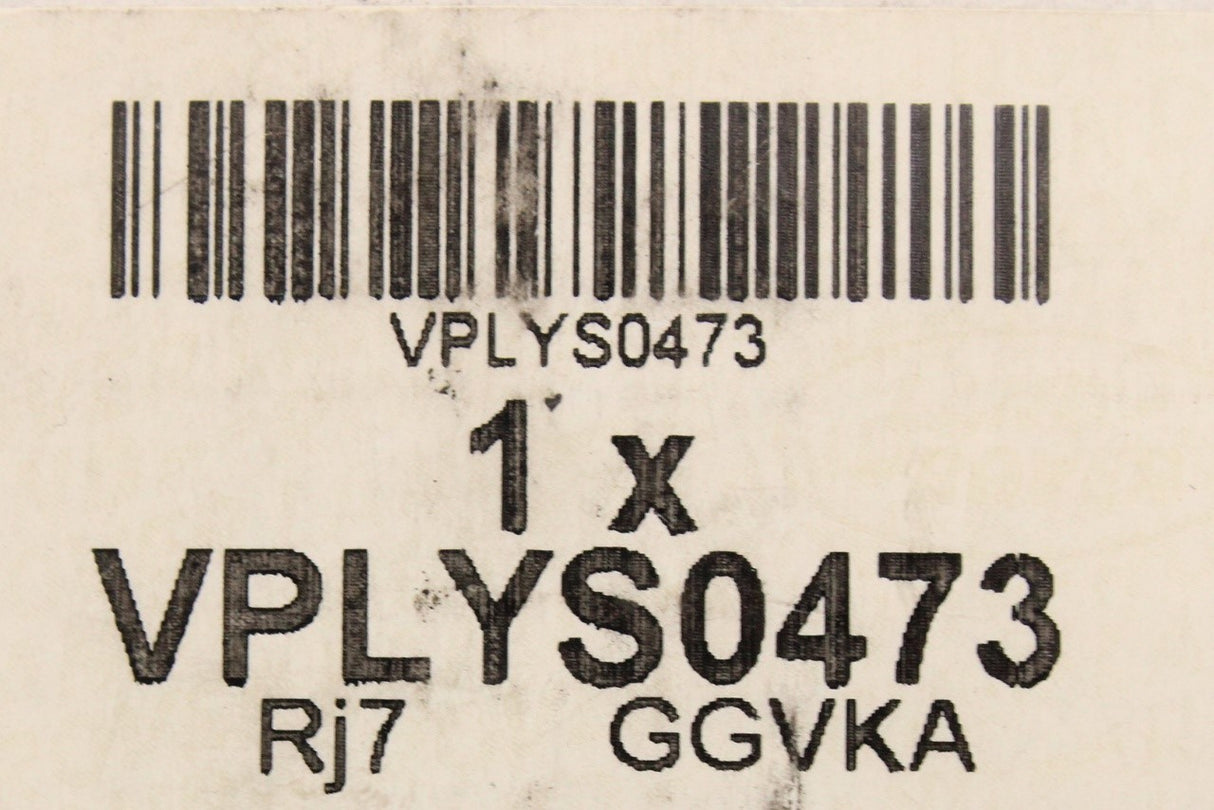 VPLYS0473
1 x
VPLYS0473
Rj7 GGVKA